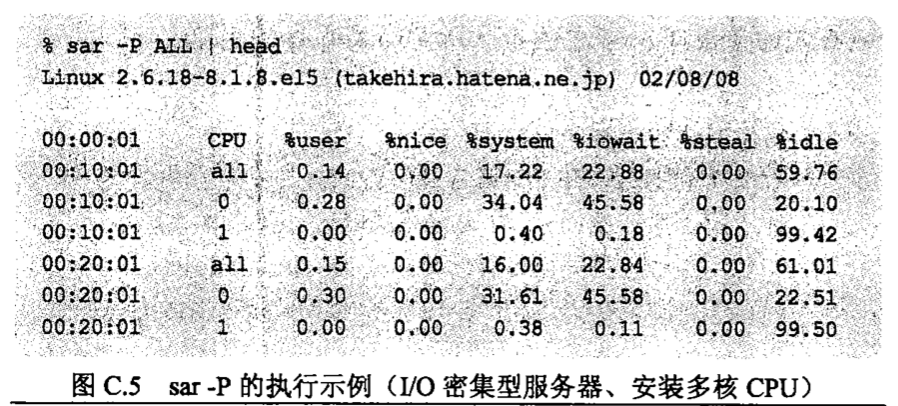 % sar -P ALL | head
Linux 2.6.18-8.1.8.el5 (takehira.hatena.ne.jp) 02/08/08
00:00:01 CPU %user %nice %system %iowait %steal %idle
00:10:01 all 0.14 0.00 17.22 22.88 0.00 59.76
00:10:01 0 0.28 0.00 34.04 45.58 0.00 20.10
00:10:01 1 0.00 0.00 0.40 0.18 0.00 99.42
00:20:01 all 0.15 0.00 16.00 22.84 0.00 61.01
00:20:01 0 0.30 0.00 31.61 45.58 0.00 22.51
00:20:01 1 0.00 0.00 0.38 0.11 0.00 99.50
图 C.5 sar -P 的执行示例（I/O 密集型服务器、安装多核 CPU）